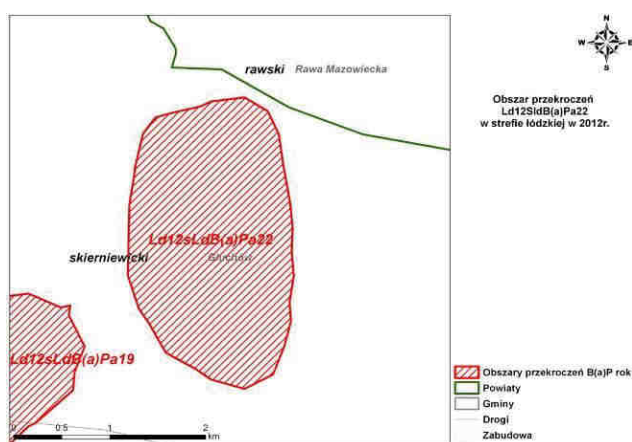 N
W E
S
rawski Rawa Mazowiecka
Obszar przekroczeń
Ld12SldB(a)Pa22
w strefie łódzkiej w 2012r.
Ld12sLdB(a)Pa22
skierniewicki Głuchów
Ld12sLdB(a)Pa19
Obszary przekroczeń B(a)P rok
Powiaty
Gminy
Drogi
Zabudowa
0 0,5 1 2
km